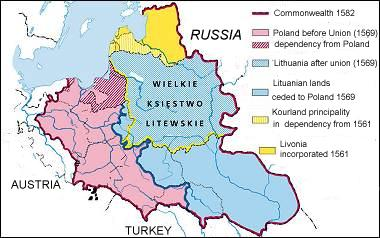 RUSSIA
WIELKIE
KSIĘSTWO
LITEWSKIE
AUSTRIA
TURKEY
Commonwealth 1582
Poland before Union (1569)
dependency from Poland
Lithuania after union (1569)
Lituanian lands
ceded to Poland 1569
Kourland principality
in dependency from 1561
Livonia
incorporated 1561